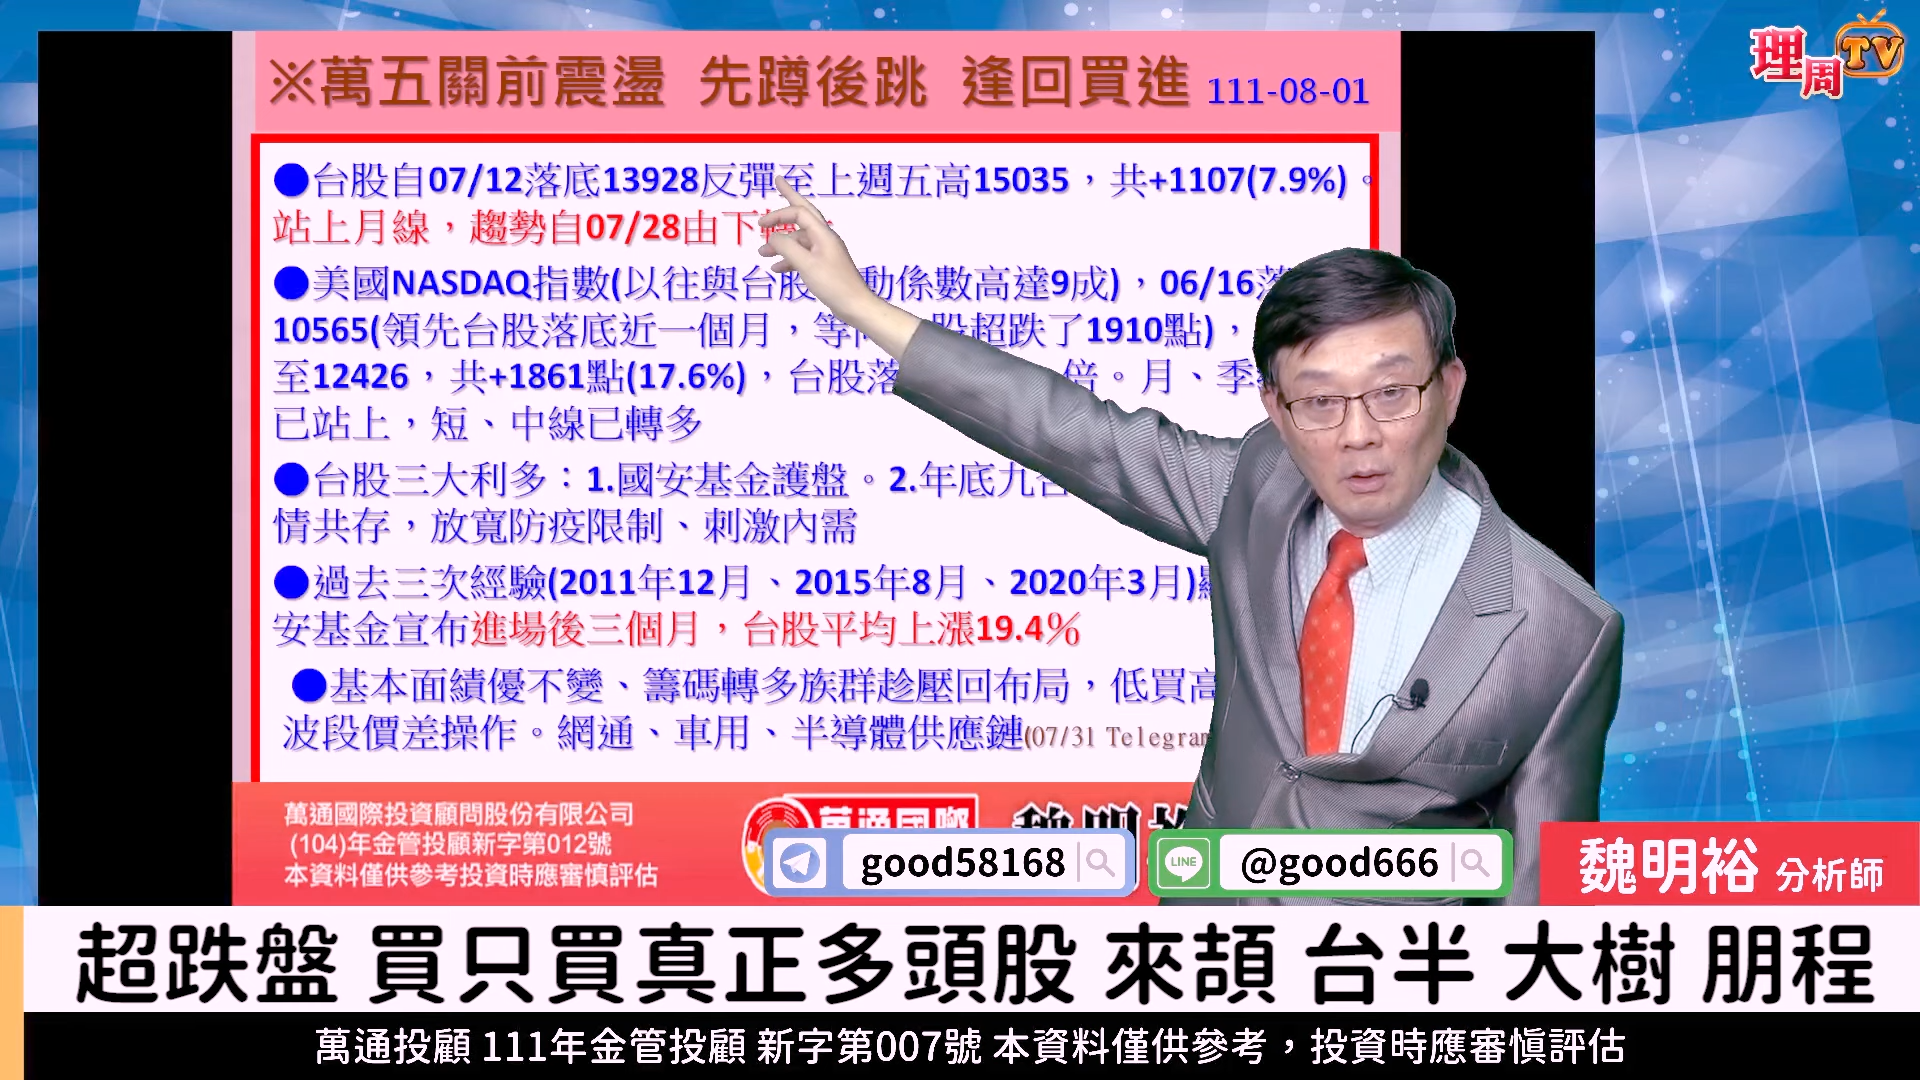 ※萬五關前震盪 先蹲後跳 逢回買進 111-08-01
理周TV
●台股自07/12落底13928反彈至上週五高15035，共+1107(7.9%)。
站上月線，趨勢自07/28由下
●美國NASDAQ指數(以往與台股 動係數高達9成)，06/16
10565(領先台股落底近一個月，等 股超跌了1910點)，
至12426，共+1861點(17.6%)，台股落 倍。月、季
已站上，短、中線已轉多
●台股三大利多：1.國安基金護盤。2.年底九合
情共存，放寬防疫限制、刺激內需
●過去三次經驗(2011年12月、2015年8月、2020年3月)
安基金宣布進場後三個月，台股平均上漲19.4%
●基本面績優不變、籌碼轉多族群趁壓回布局，低買高
波段價差操作。網通、車用、半導體供應鏈(07/31 Telegram
萬通國際投資顧問股份有限公司
(104)年金管投顧新字第012號
本資料僅供參考投資時應審慎評估
萬通國際
魏明裕
good58168
LINE
@good666
魏明裕 分析師
超跌盤 買只買真正多頭股 來頡 台半 大樹 朋程
萬通投顧 111年金管投顧 新字第007號 本資料僅供參考，投資時應審慎評估